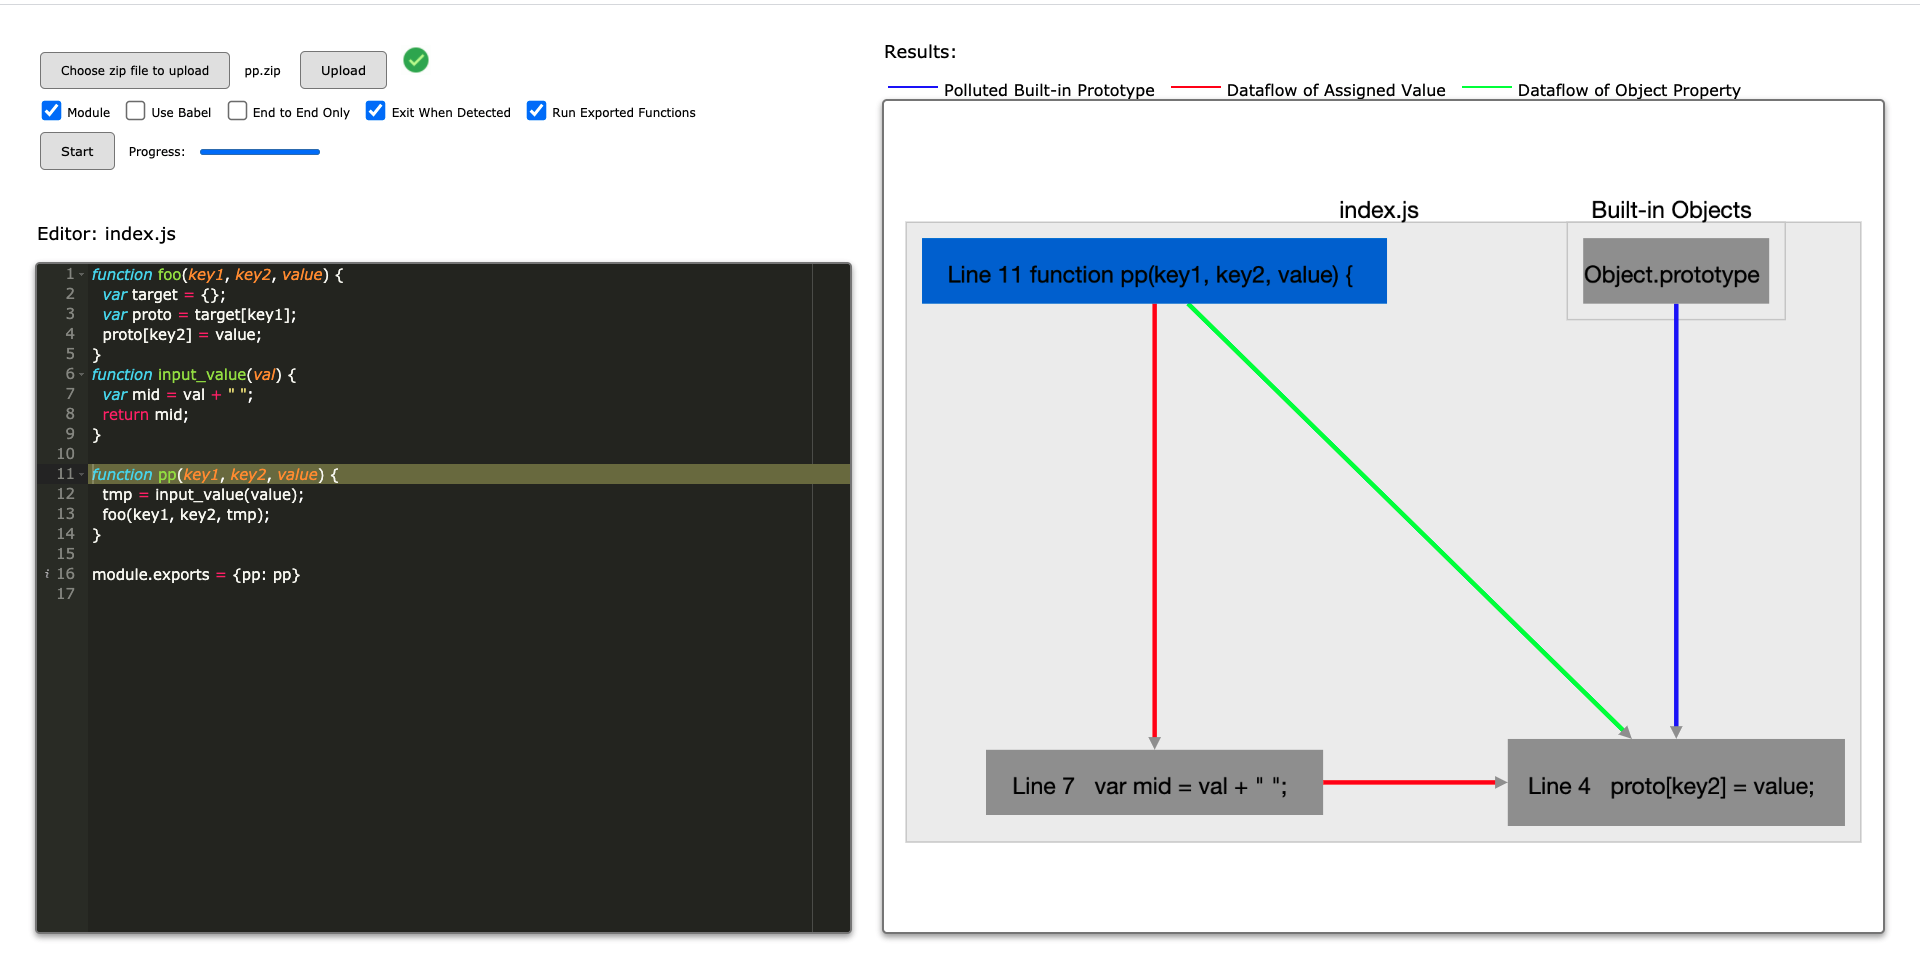 Choose zip file to upload pp.zip Upload
Module Use Babel End to End Only Exit When Detected Run Exported Functions
Start Progress:
Editor: index.js
1 function foo(key1, key2, value) {
2 var target = {};
3 var proto = target[key1];
4 proto[key2] = value;
5 }
6 function input_value(val) {
7 var mid = val + " ";
8 return mid;
9 }
10
11 function pp(key1, key2, value) {
12 tmp = input_value(value);
13 foo(key1, key2, tmp);
14 }
15
i 16 module.exports = {pp: pp}
17
Results:
Polluted Built-in Prototype Dataflow of Assigned Value Dataflow of Object Property
index.js Built-in Objects
Line 11 function pp(key1, key2, value) { Object.prototype
Line 7 var mid = val + " "; Line 4 proto[key2] = value;